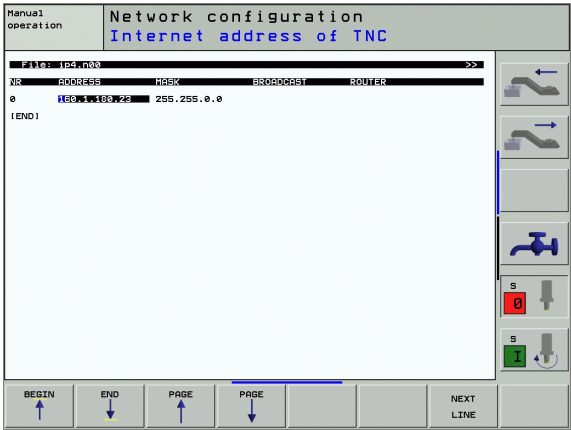 Manual
operation
Network configuration
Internet address of TNC
File: ip4.n00 >>
NR ADDRESS MASK BROADCAST ROUTER
0 160.1.180.23 255.255.0.0
[END]
S
0
S
I
BEGIN END PAGE PAGE NEXT
LINE